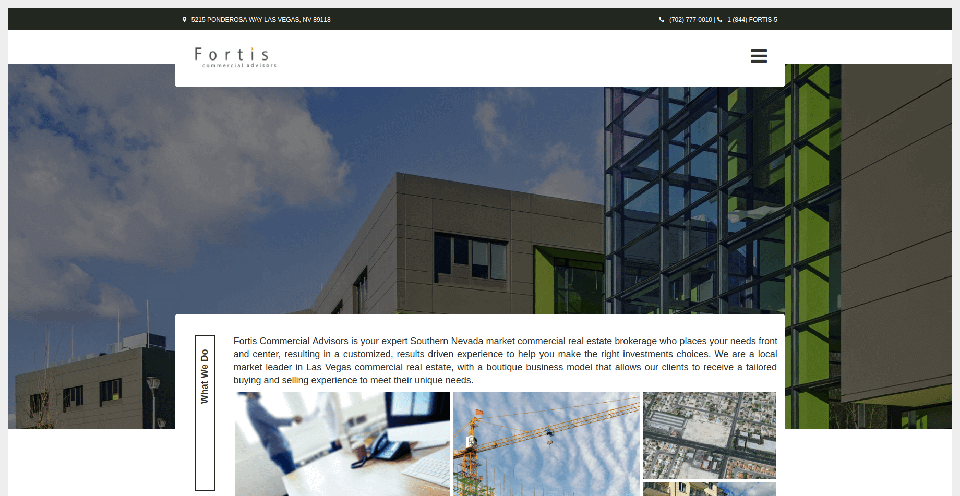 5215 PONDEROSA WAY LAS VEGAS, NV 89118
(702) 777-0010 | 1 (844) FORTIS-5
Fortis
commercial advisors
What We Do
Fortis Commercial Advisors is your expert Southern Nevada market commercial real estate brokerage who places your needs front
and center, resulting in a customized, results driven experience to help you make the right investments choices. We are a local
market leader in Las Vegas commercial real estate, with a boutique business model that allows our clients to receive a tailored
buying and selling experience to meet their unique needs.